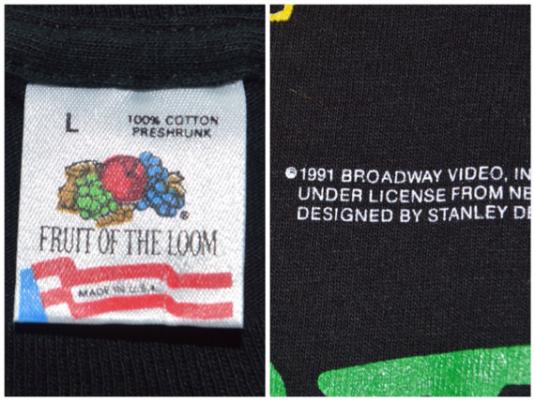 L
100% COTTON
PRESHRUNK
®
FRUIT OF THE LOOM
MADE IN U.S.A.
©1991 BROADWAY VIDEO, IN
UNDER LICENSE FROM NE
DESIGNED BY STANLEY DE